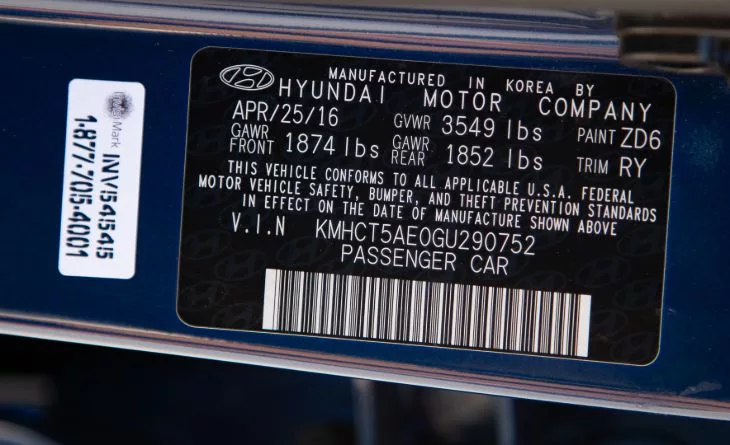 MANUFACTURED IN KOREA BY
HYUNDAI MOTOR COMPANY
APR/25/16 GVWR 3549 lbs PAINT ZD6
GAWR FRONT 1874 lbs GAWR REAR 1852 lbs TRIM RY
THIS VEHICLE CONFORMS TO ALL APPLICABLE U.S.A. FEDERAL
MOTOR VEHICLE SAFETY, BUMPER, AND THEFT PREVENTION STANDARDS
IN EFFECT ON THE DATE OF MANUFACTURE SHOWN ABOVE
V.I.N KMHCT5AE0GU290752
PASSENGER CAR
Mark
INV1545445
1-877-705-4001